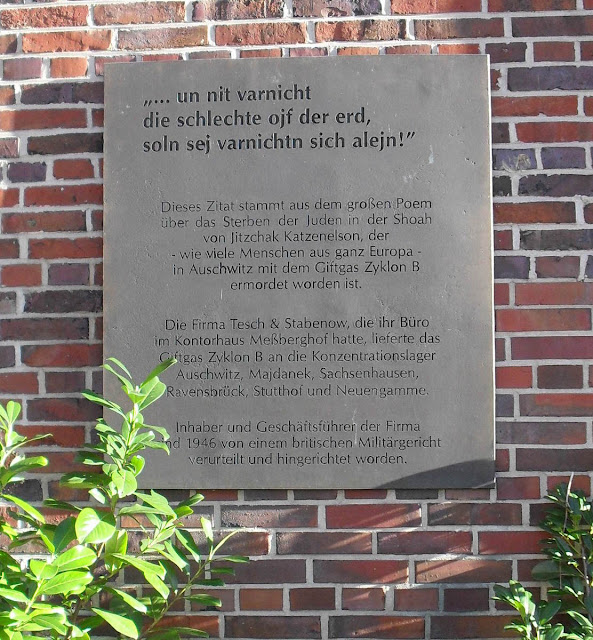 „... un nit varnicht
die schlechte ojf der erd,
soln sej varnichtn sich alejn!”
Dieses Zitat stammt aus dem großen Poem
über das Sterben der Juden in der Shoah
von Jitzchak Katzenelson, der
- wie viele Menschen aus ganz Europa -
in Auschwitz mit dem Giftgas Zyklon B
ermordet worden ist.
Die Firma Tesch & Stabenow, die ihr Büro
im Kontorhaus Meßberghof hatte, lieferte das
Giftgas Zyklon B an die Konzentrationslager
Auschwitz, Majdanek, Sachsenhausen,
Ravensbrück, Stutthof und Neuengamme.
Inhaber und Geschäftsführer der Firma
sind 1946 von einem britischen Militärgericht
verurteilt und hingerichtet worden.